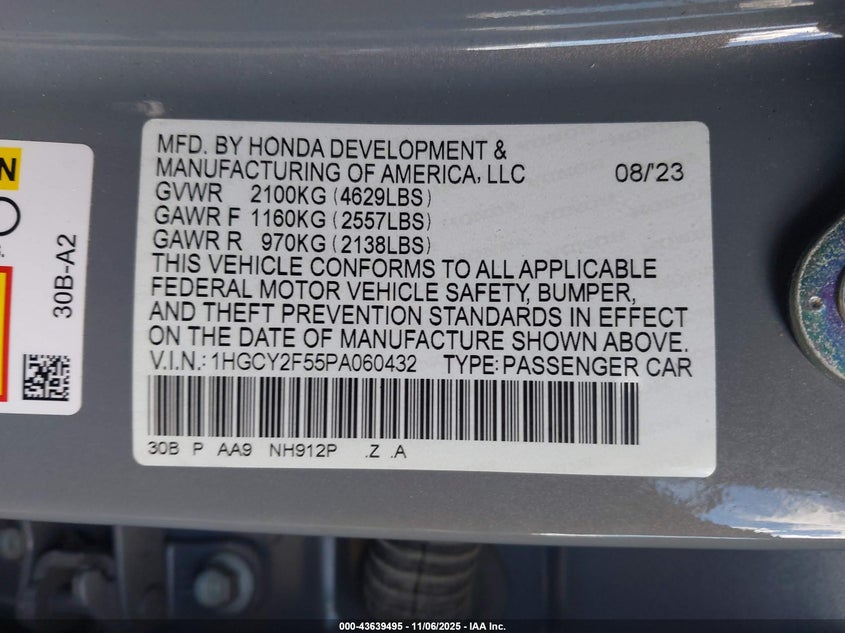 MFD. BY HONDA DEVELOPMENT &
MANUFACTURING OF AMERICA, LLC 08/'23
GVWR 2100KG (4629LBS)
GAWR F 1160KG (2557LBS)
GAWR R 970KG (2138LBS)
THIS VEHICLE CONFORMS TO ALL APPLICABLE
FEDERAL MOTOR VEHICLE SAFETY, BUMPER,
AND THEFT PREVENTION STANDARDS IN EFFECT
ON THE DATE OF MANUFACTURE SHOWN ABOVE.
V.I.N.: 1HGCY2F55PA060432 TYPE: PASSENGER CAR
30B P AA9 NH912P .Z .A
30B-A2
000-43639495 - 11/06/2025 - IAA Inc.